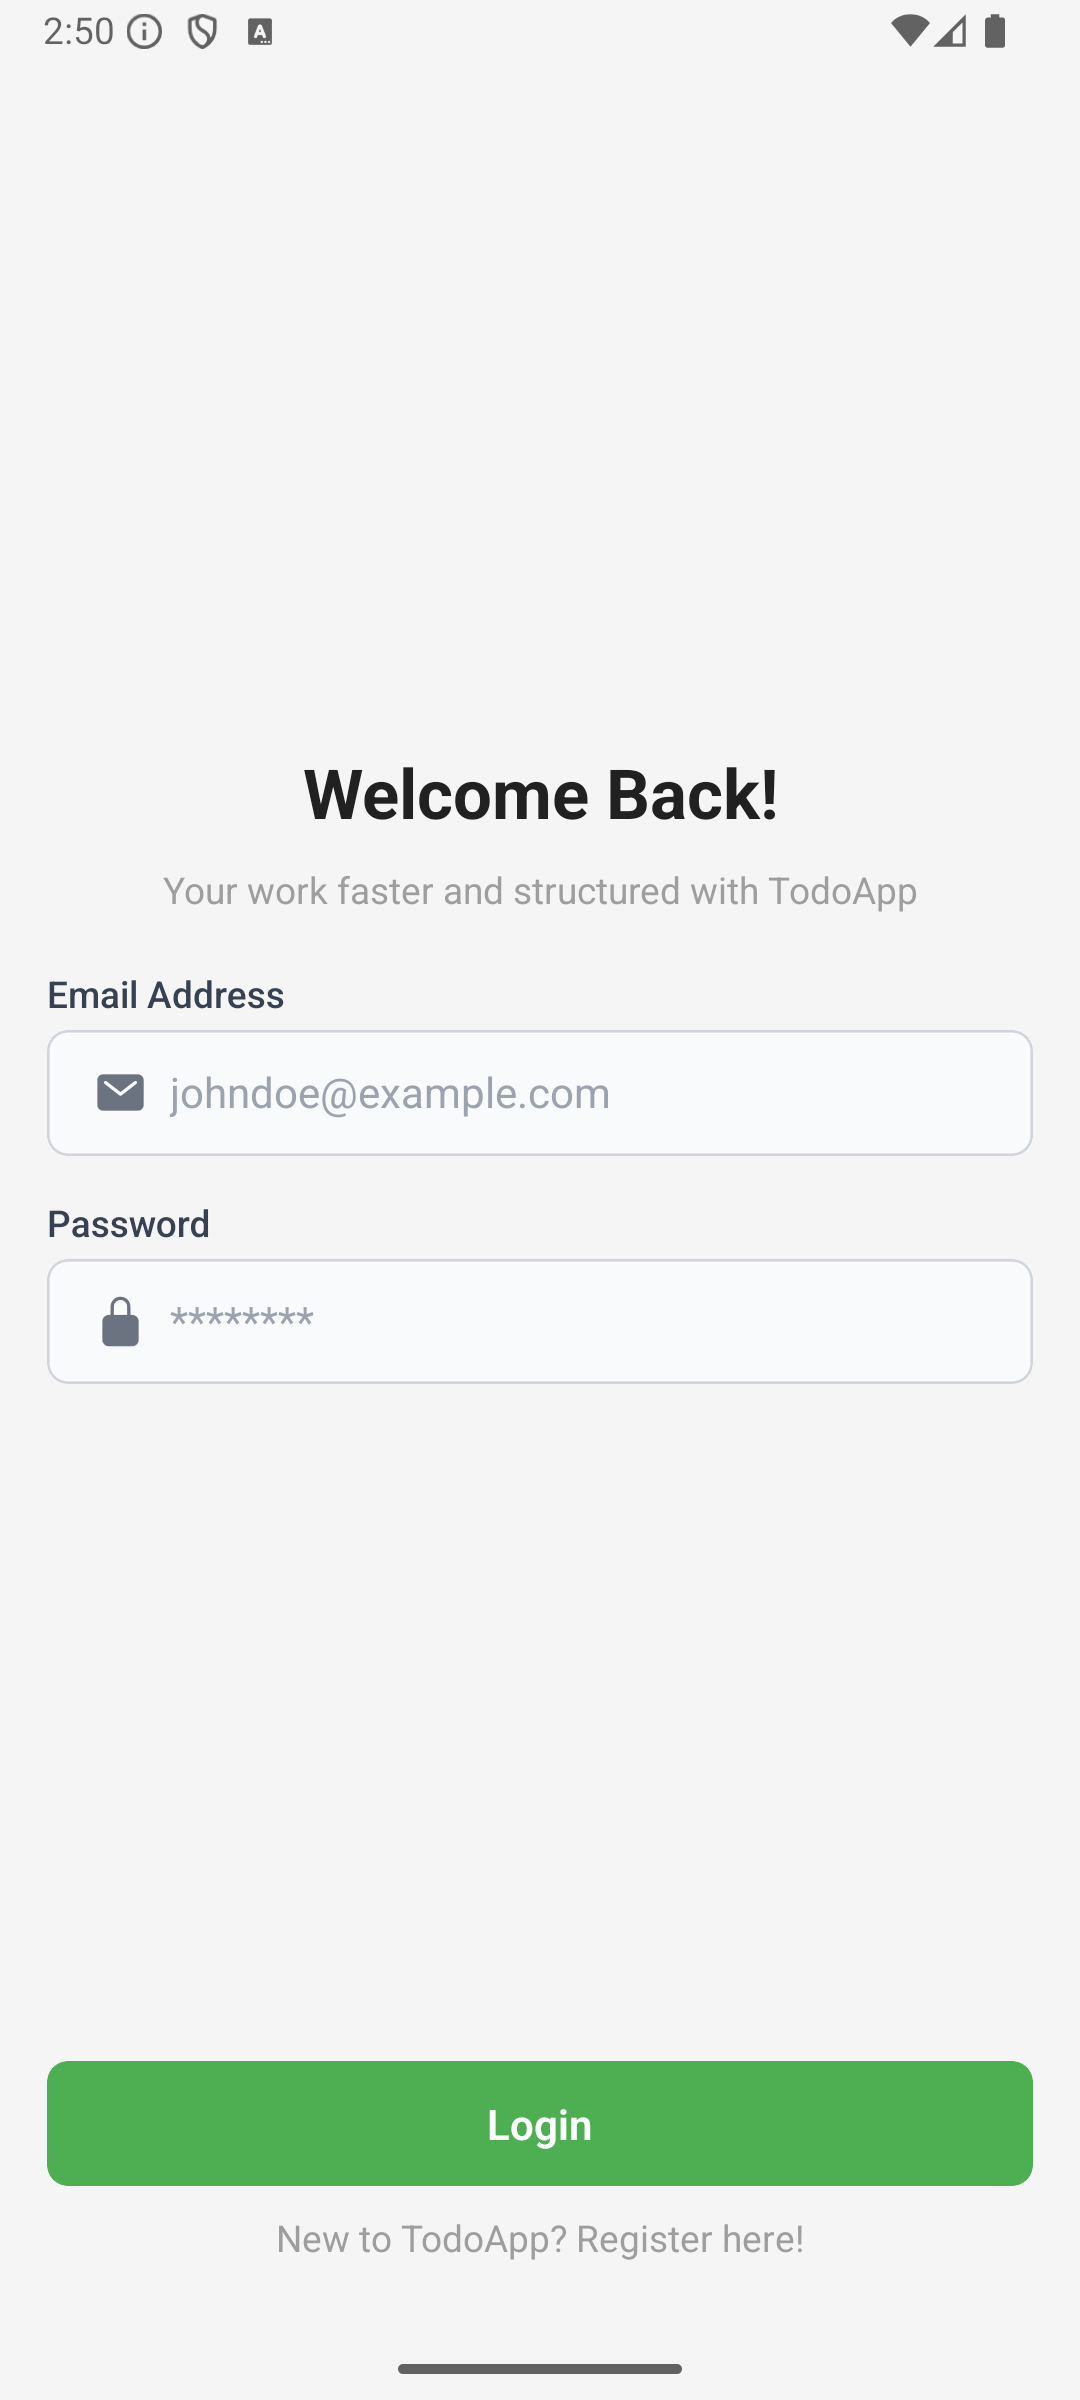 2:50
Welcome Back!
Your work faster and structured with TodoApp
Email Address
johndoe@example.com
Password
********
Login
New to TodoApp? Register here!